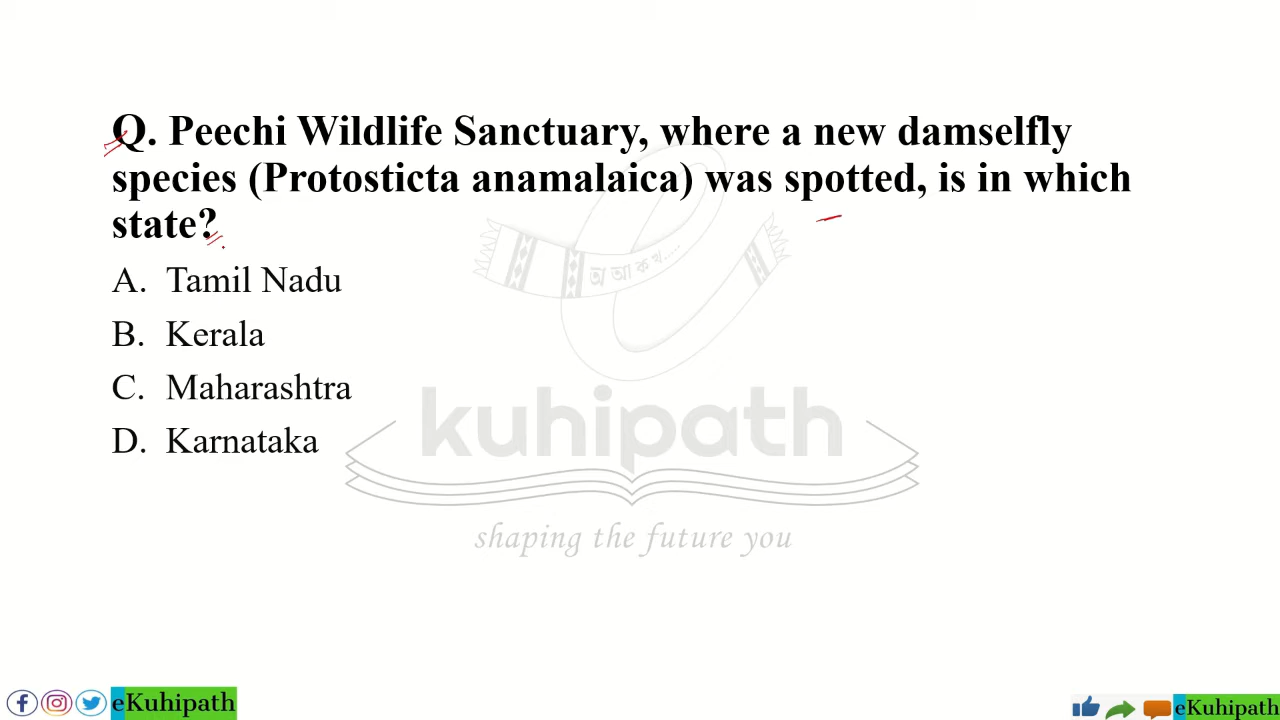 Q. Peechi Wildlife Sanctuary, where a new damselfly
species (Protosticta anamalaica) was spotted, is in which
state?
A. Tamil Nadu
B. Kerala
C. Maharashtra
D. Karnataka
অ আ ক খ.....
kuhipath
shaping the future you
eKuhipath
eKuhipath